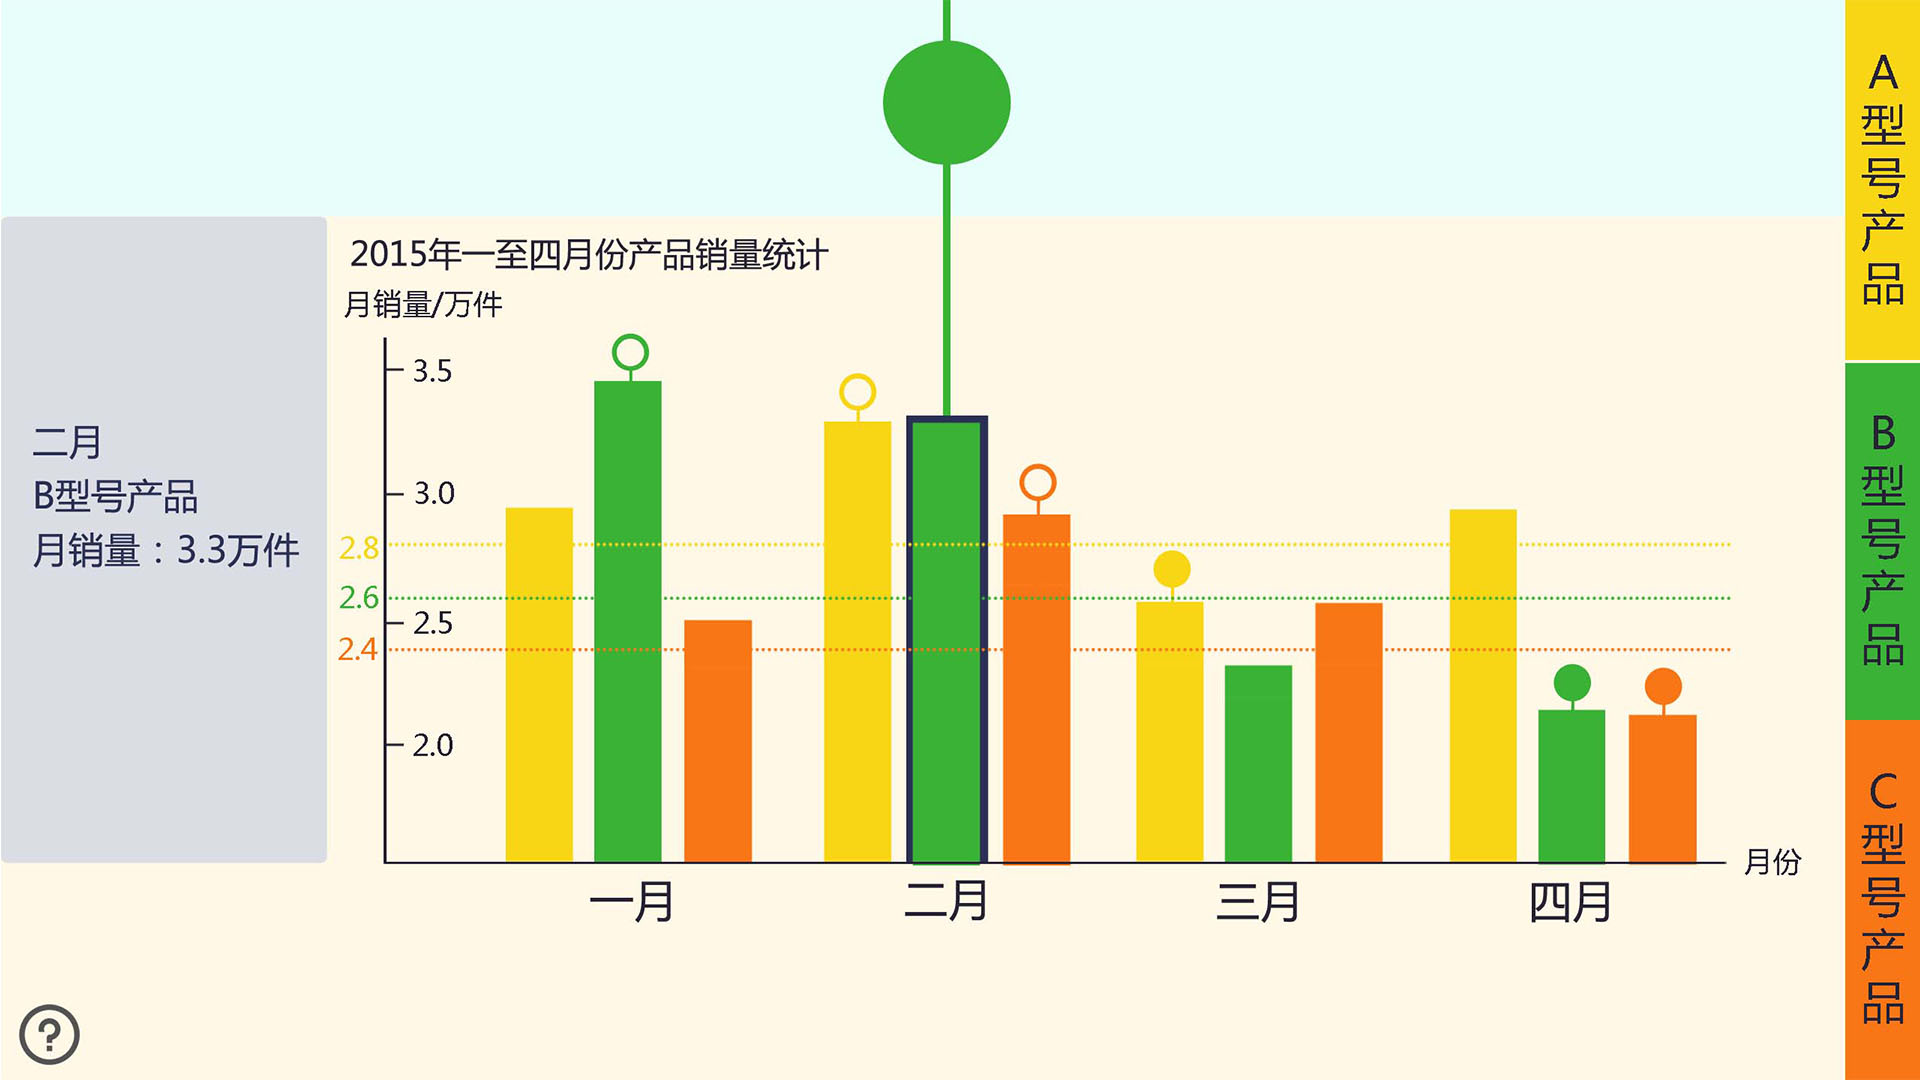 2015年一至四月份产品销量统计
月销量/万件
3.5
3.0
2.8
2.6
2.5
2.4
2.0
一月
二月
三月
四月
月份
二月
B型号产品
月销量：3.3万件
A型号产品
B型号产品
C型号产品
?